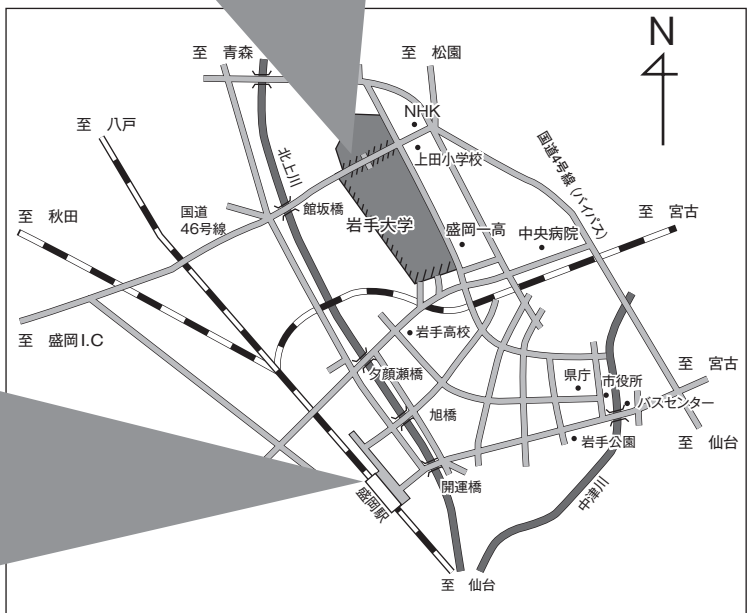 N
至　青森
至　松園
NHK
至　八戸
上田小学校
国道4号線（バイパス）
北上川
至　秋田
国道
46号線
館坂橋
岩手大学
盛岡一高
中央病院
至　宮古
岩手高校
至　盛岡I.C
夕顔瀬橋
県庁
市役所
至　宮古
バスセンター
旭橋
岩手公園
至　仙台
開運橋
盛岡駅
中津川
至　仙台